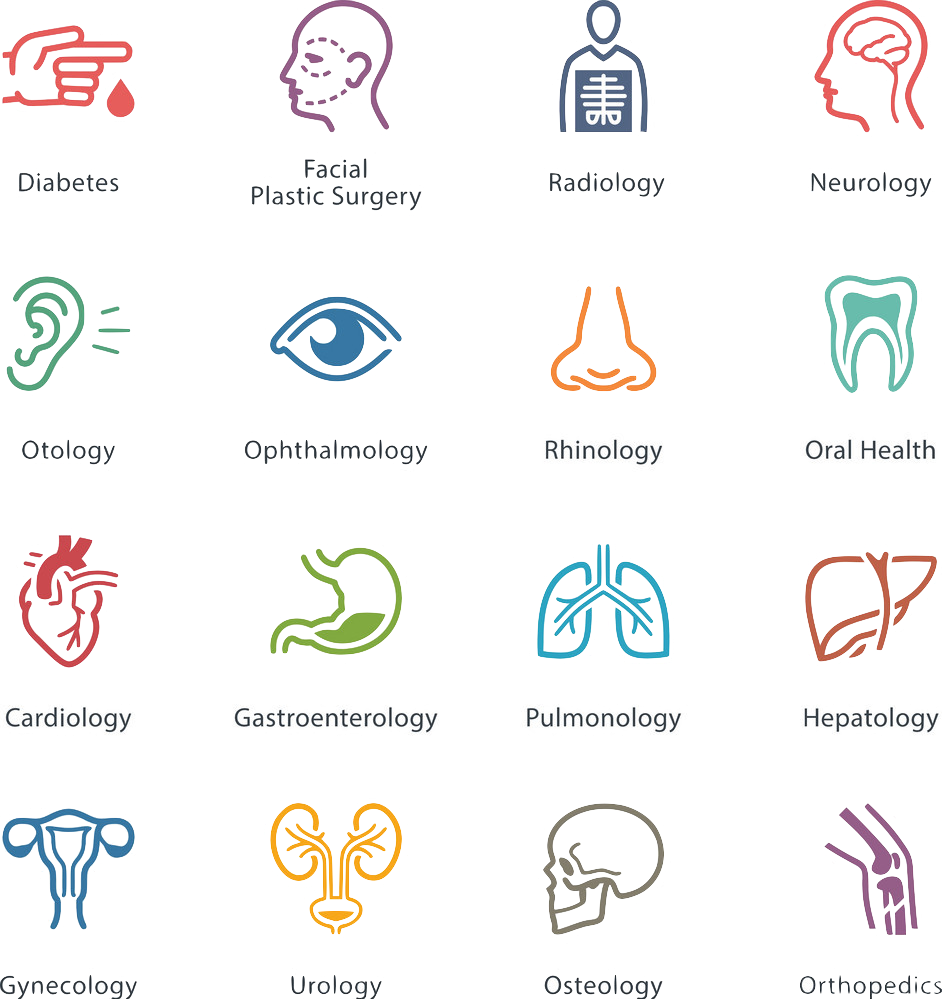 Diabetes
Facial
Plastic Surgery
Radiology
Neurology
Otology
Ophthalmology
Rhinology
Oral Health
Cardiology
Gastroenterology
Pulmonology
Hepatology
Gynecology
Urology
Osteology
Orthopedics